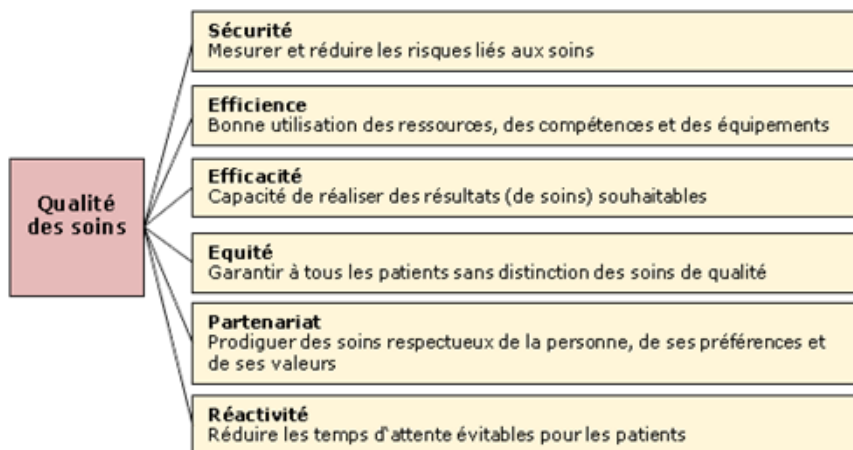 Sécurité
Mesurer et réduire les risques liés aux soins
Efficience
Bonne utilisation des ressources, des compétences et des équipements
Efficacité
Capacité de réaliser des résultats (de soins) souhaitables
Qualité
des soins
Equité
Garantir à tous les patients sans distinction des soins de qualité
Partenariat
Prodiguer des soins respectueux de la personne, de ses préférences et
de ses valeurs
Réactivité
Réduire les temps d'attente évitables pour les patients